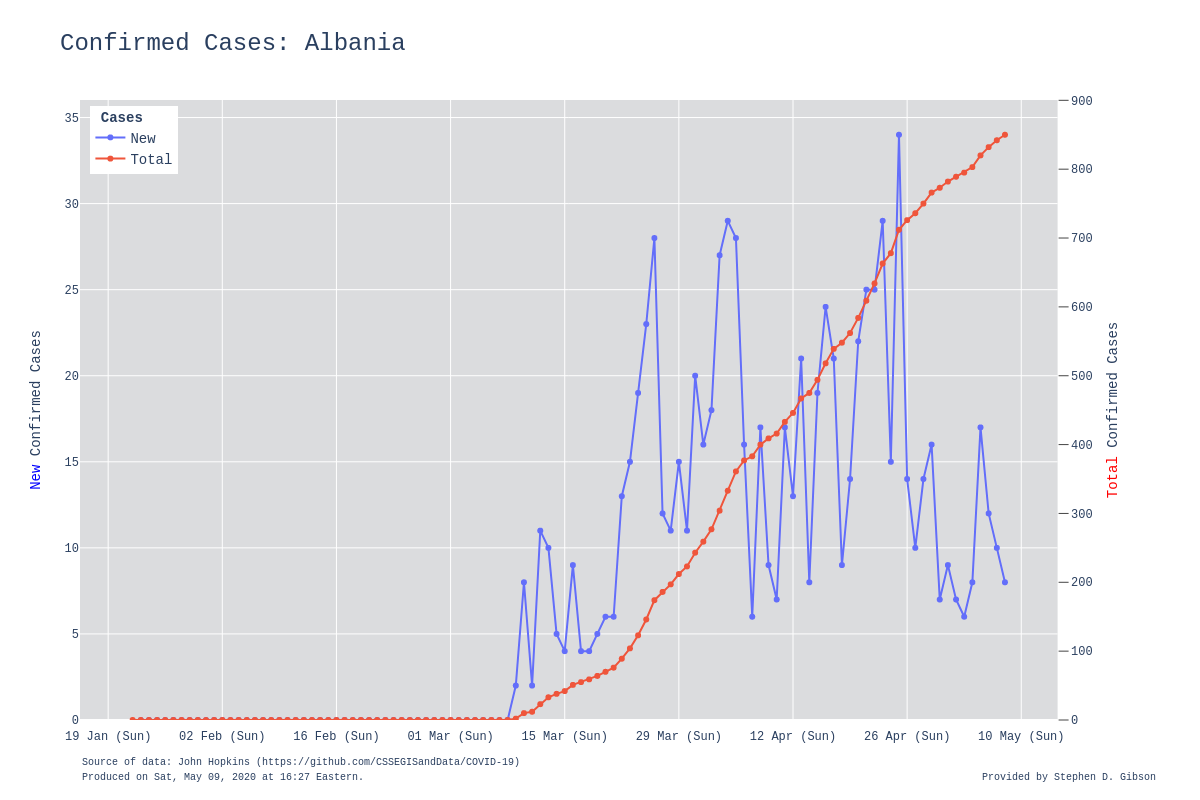 Confirmed Cases: Albania
Cases
New
Total
35
30
25
20
15
10
5
0
900
800
700
600
500
400
300
200
100
0
New Confirmed Cases
Total Confirmed Cases
19 Jan (Sun) 02 Feb (Sun) 16 Feb (Sun) 01 Mar (Sun) 15 Mar (Sun) 29 Mar (Sun) 12 Apr (Sun) 26 Apr (Sun) 10 May (Sun)
Source of data: John Hopkins (https://github.com/CSSEGISandData/COVID-19)
Produced on Sat, May 09, 2020 at 16:27 Eastern.
Provided by Stephen D. Gibson